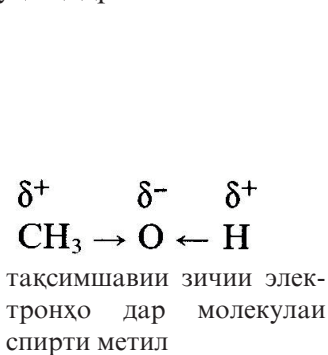 δ+ δ- δ+
CH₃ → O ← H
тақсимшавии зичии элек-
тронҳо дар молекулаи
спирти метил